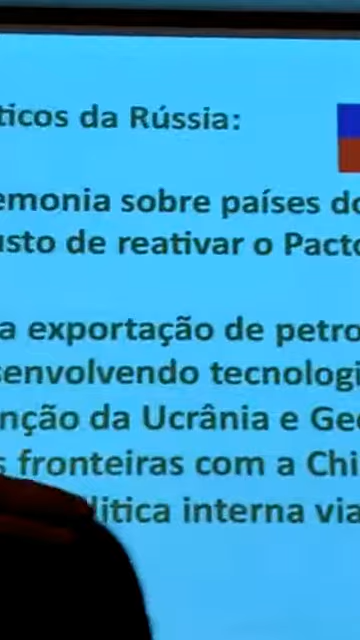 ticos da Rússia:
emonia sobre países do
usto de reativar o Pacto
a exportação de petro
senvolvendo tecnologi
nção da Ucrânia e Geo
s fronteiras com a Chi
lítica interna via